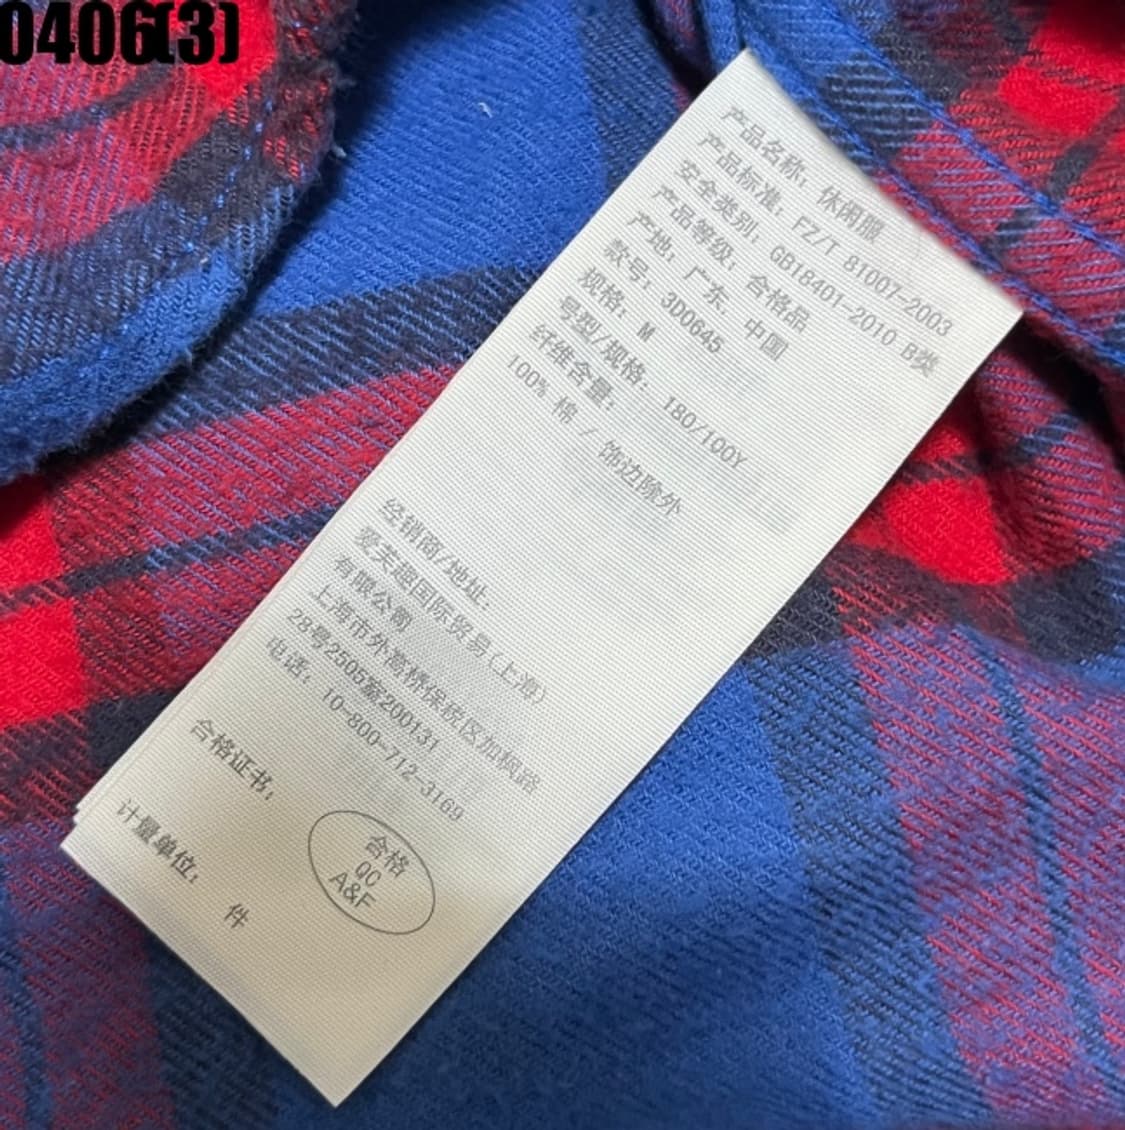 0406(3)
产品名称: 休闲服
产品标准: FZ/T 81007-2003
安全类别: GB18401-2010 B类
产品等级: 合格品
产地: 广东, 中国
款号: 3D0645
规格: M
号型/规格: 180/100Y
纤维含量:
100% 棉 / 饰边除外
经销商/地址:
爱芙趣国际贸易(上海)
有限公司
上海市外高桥保税区加枫路
28号2505室200131
电话: 10-800-712-3169
合格证书:
合格
QC
A&F
计量单位:
件